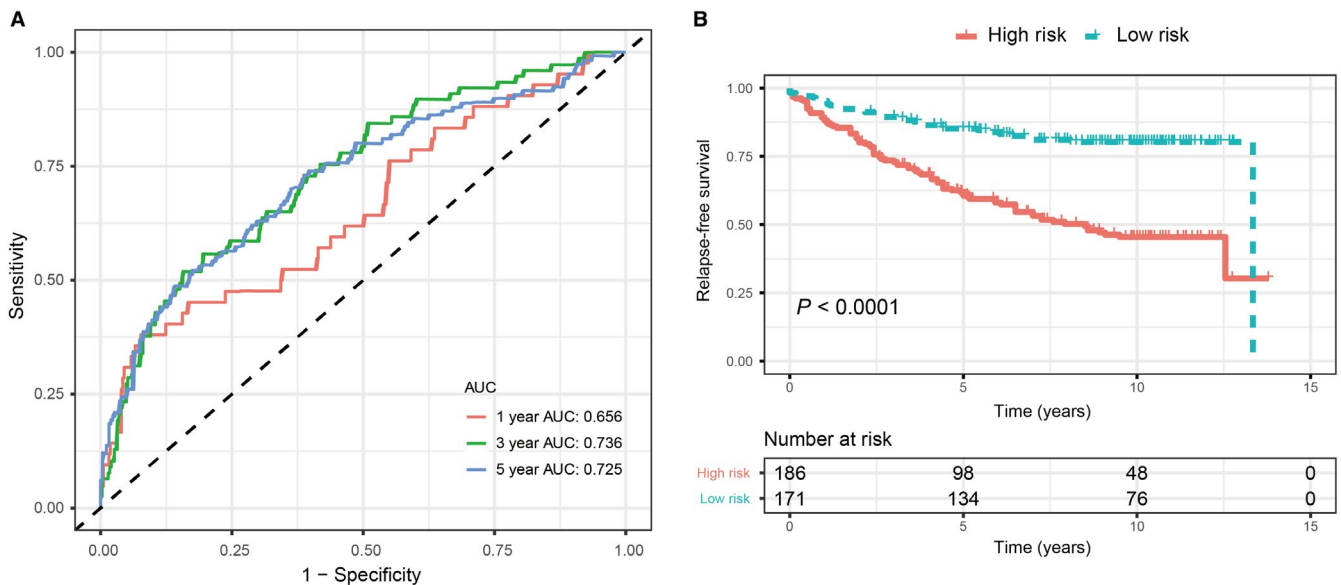 A
1.00
0.75
0.50
0.25
0.00
Sensitivity
AUC
1 year AUC: 0.656
3 year AUC: 0.736
5 year AUC: 0.725
0.00 0.25 0.50 0.75 1.00
1 − Specificity
B
High risk Low risk
1.00
0.75
0.50
0.25
0.00
Relapse-free survival
P < 0.0001
0 5 10 15
Time (years)
Number at risk
High risk 186 98 48 0
Low risk 171 134 76 0
0 5 10 15
Time (years)